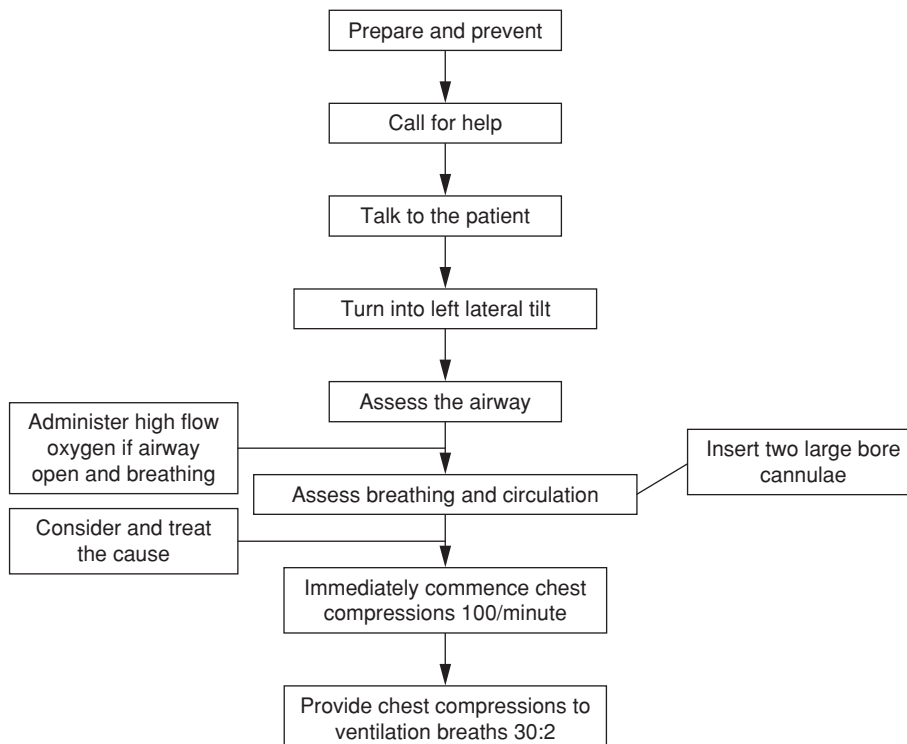 Prepare and prevent
Call for help
Talk to the patient
Turn into left lateral tilt
Assess the airway
Administer high flow
oxygen if airway
open and breathing
Insert two large bore
cannulae
Assess breathing and circulation
Consider and treat
the cause
Immediately commence chest
compressions 100/minute
Provide chest compressions to
ventilation breaths 30:2